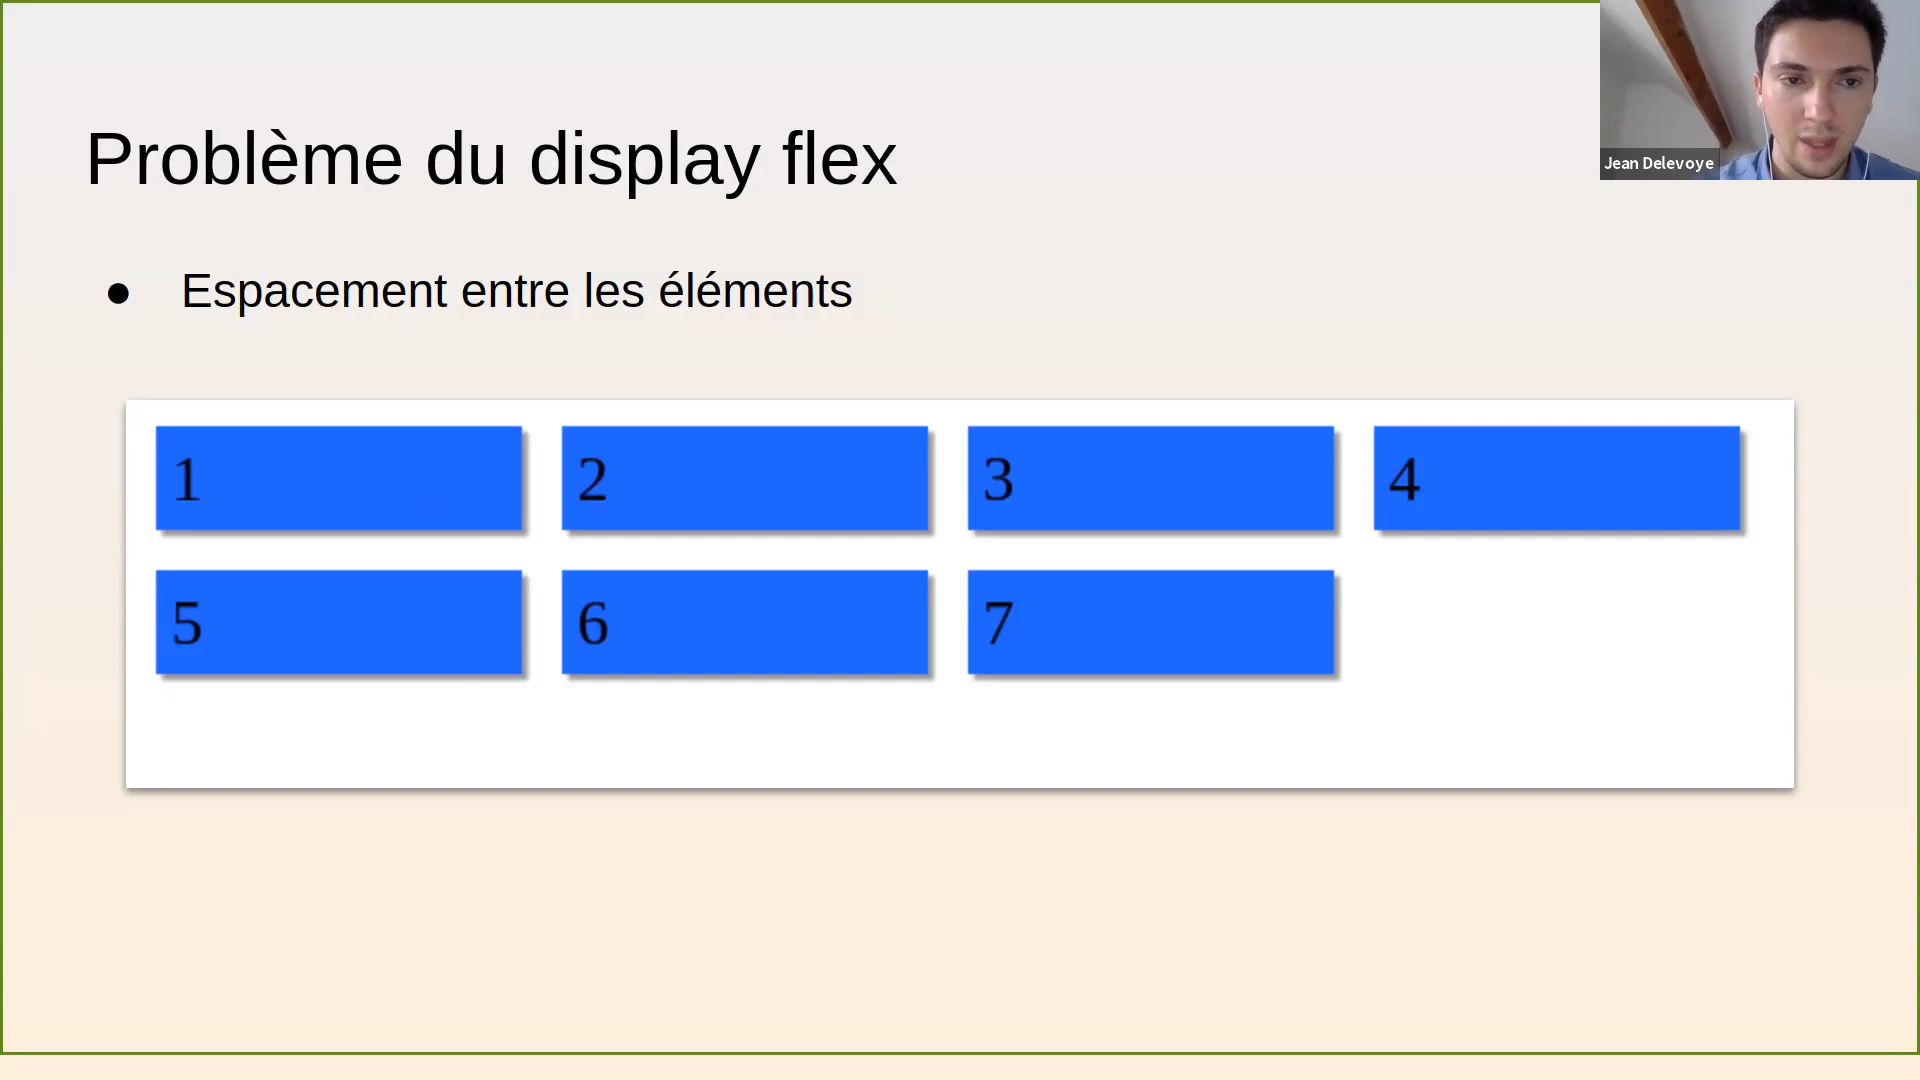 Problème du display flex
Jean Delevoye
● Espacement entre les éléments
1 2 3 4
5 6 7